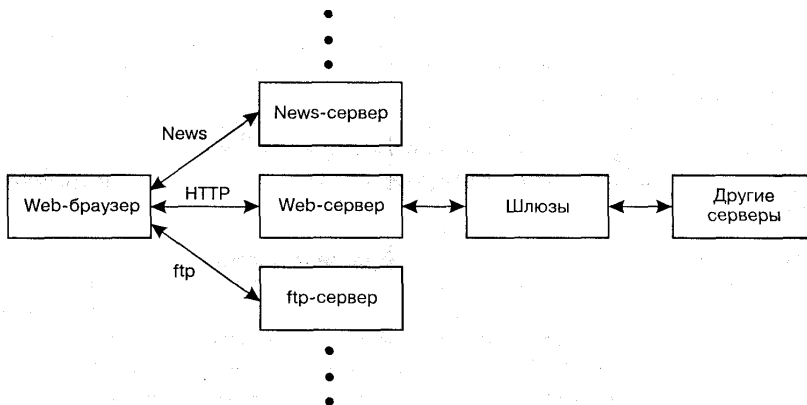 News-сервер
News
Web-браузер
HTTP
Web-сервер
Шлюзы
Другие
серверы
ftp
ftp-сервер